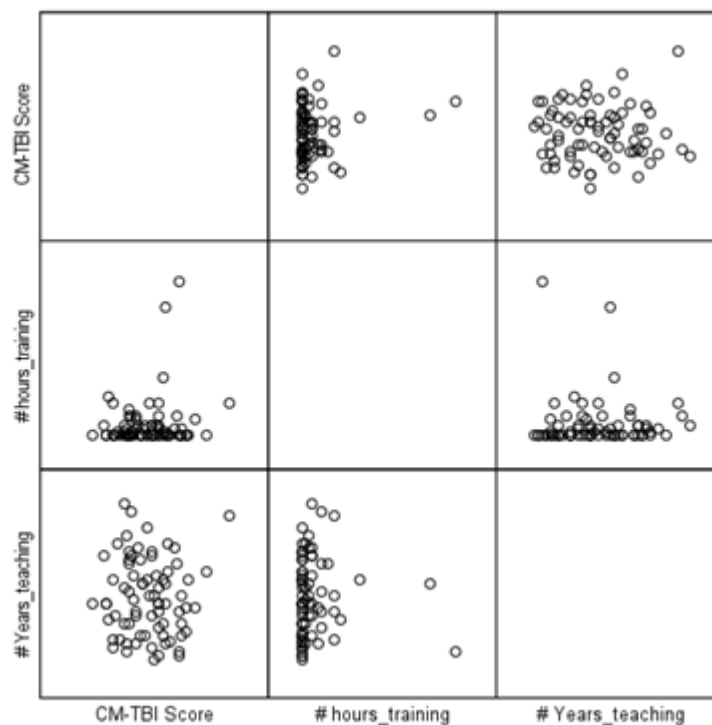 CM-TBI Score
# hours_training
# Years_teaching
CM-TBI Score
# hours_training
# Years_teaching